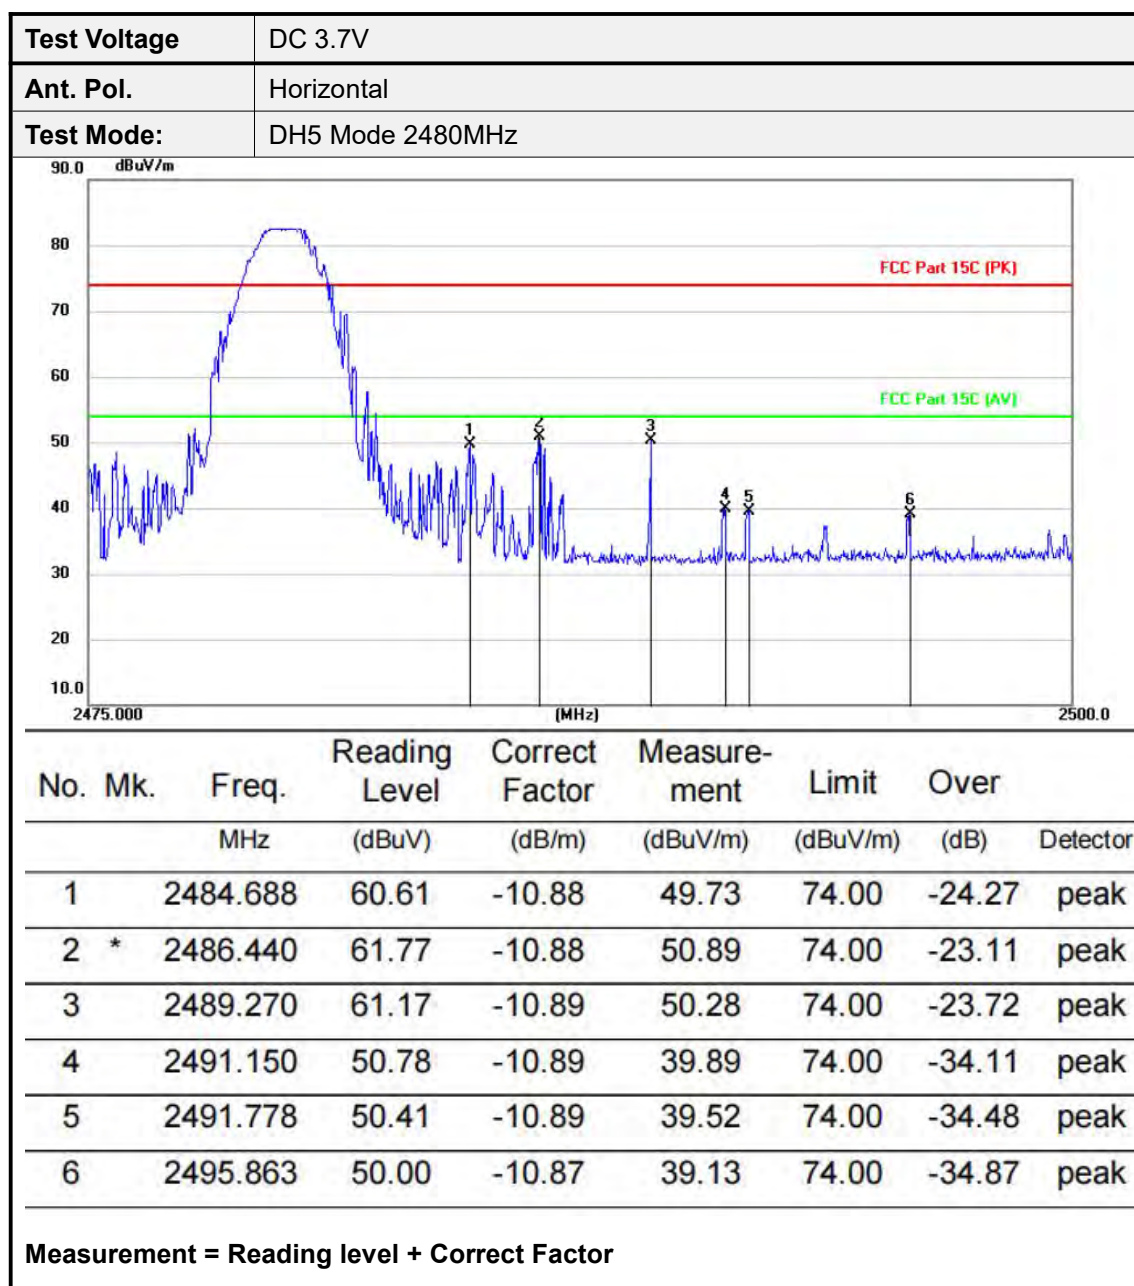 Test Voltage DC 3.7V
Ant. Pol. Horizontal
Test Mode: DH5 Mode 2480MHz
90.0 dBuV/m
80
FCC Part 15C (PK)
70
60
FCC Part 15C (AV)
50
1 2 3
40
4 5 6
30
20
10.0
2475.000 (MHz) 2500.0
No. Mk. Freq. Reading Level Correct Factor Measure-ment Limit Over
MHz (dBuV) (dB/m) (dBuV/m) (dBuV/m) (dB) Detector
1 2484.688 60.61 -10.88 49.73 74.00 -24.27 peak
2 * 2486.440 61.77 -10.88 50.89 74.00 -23.11 peak
3 2489.270 61.17 -10.89 50.28 74.00 -23.72 peak
4 2491.150 50.78 -10.89 39.89 74.00 -34.11 peak
5 2491.778 50.41 -10.89 39.52 74.00 -34.48 peak
6 2495.863 50.00 -10.87 39.13 74.00 -34.87 peak
Measurement = Reading level + Correct Factor